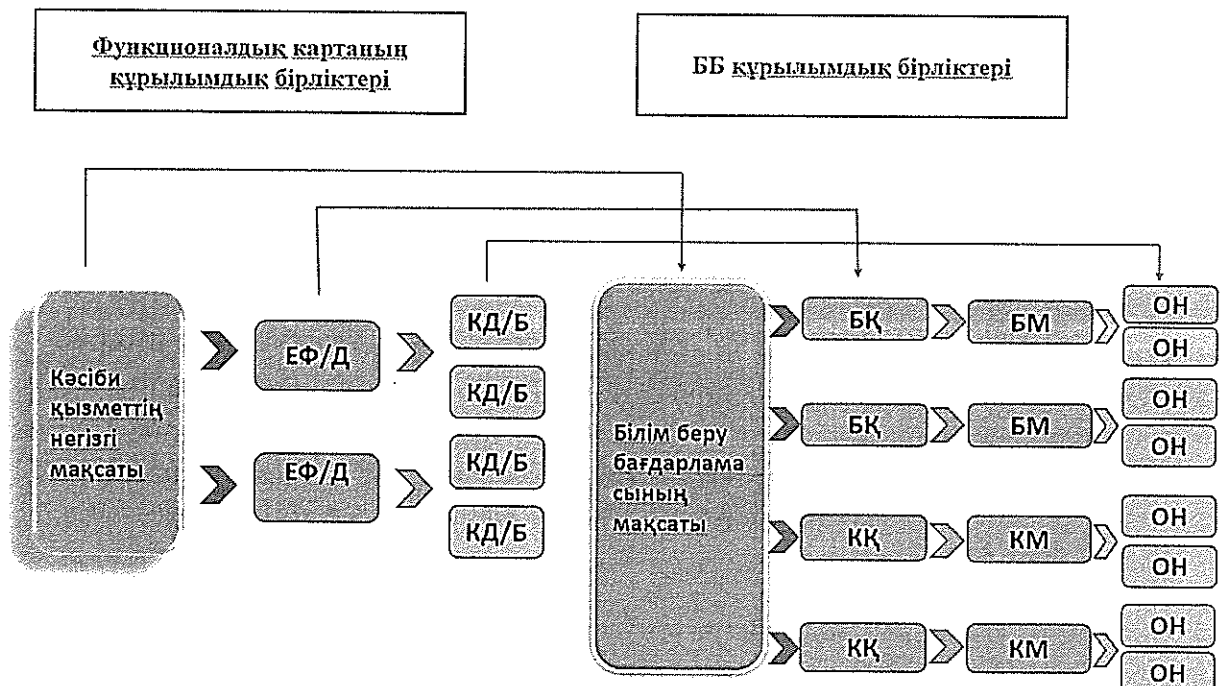 Функционалдық картаның
құрылымдық бірліктері
ББ құрылымдық бірліктері
Кәсіби
қызметтің
негізгі
мақсаты
ЕФ/Д
ЕФ/Д
КД/Б
КД/Б
КД/Б
КД/Б
Білім беру
бағдарлама
сының
мақсаты
БҚ
БМ
ОН
ОН
БҚ
БМ
ОН
ОН
КҚ
КМ
ОН
ОН
КҚ
КМ
ОН
ОН